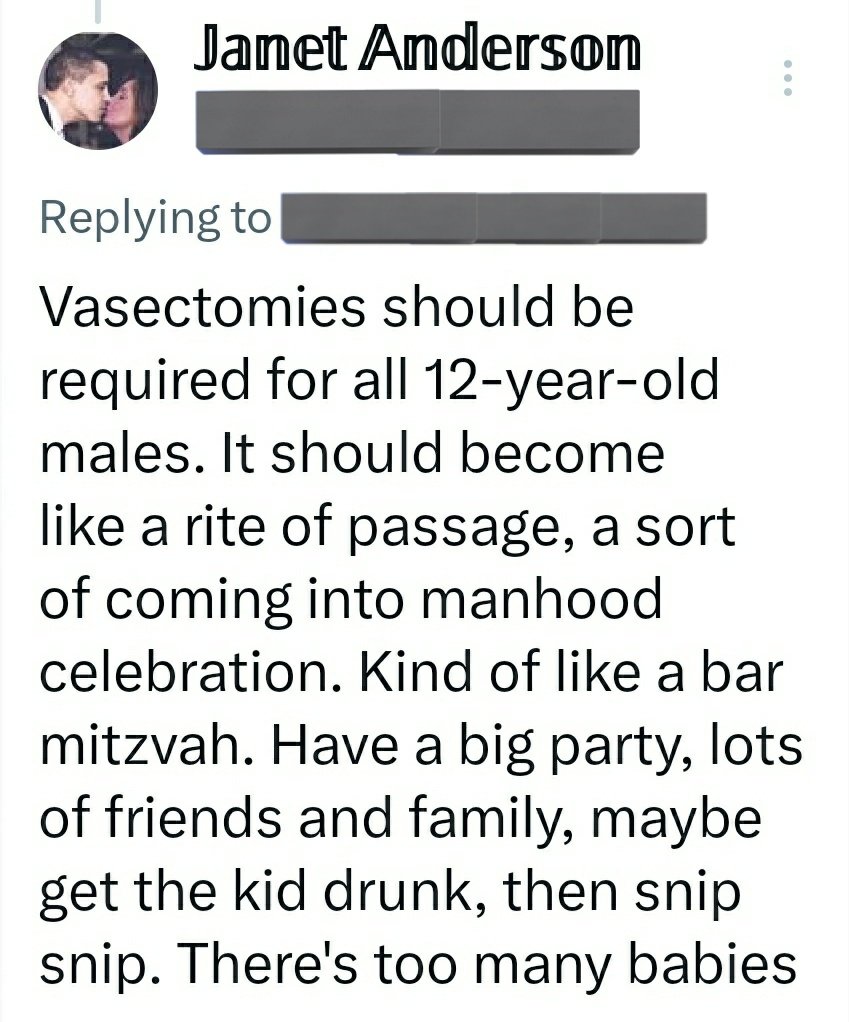 Janet Anderson
Replying to
Vasectomies should be
required for all 12-year-old
males. It should become
like a rite of passage, a sort
of coming into manhood
celebration. Kind of like a bar
mitzvah. Have a big party, lots
of friends and family, maybe
get the kid drunk, then snip
snip. There's too many babies